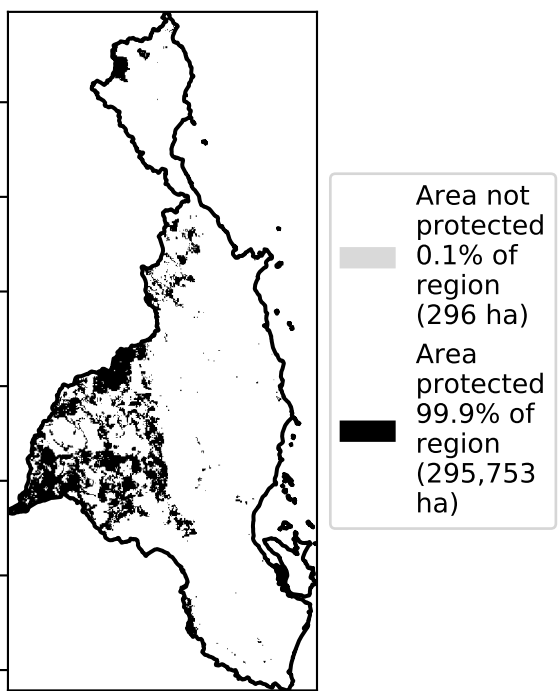 Area not
protected
0.1% of
region
(296 ha)
Area
protected
99.9% of
region
(295,753
ha)